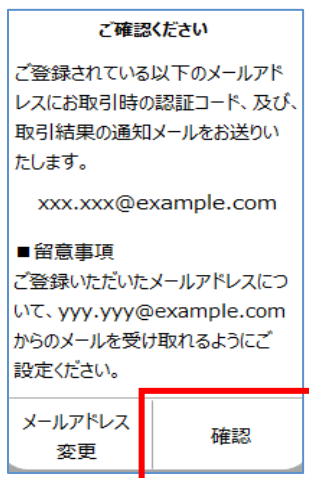 ご確認ください
ご登録されている以下のメールアド
レスにお取引時の認証コード、及び、
取引結果の通知メールをお送りい
たします。
xxx.xxx@example.com
■留意事項
ご登録いただいたメールアドレスにつ
いて、yyy.yyy@example.com
からのメールを受け取れるようにご
設定ください。
メールアドレス
変更
確認